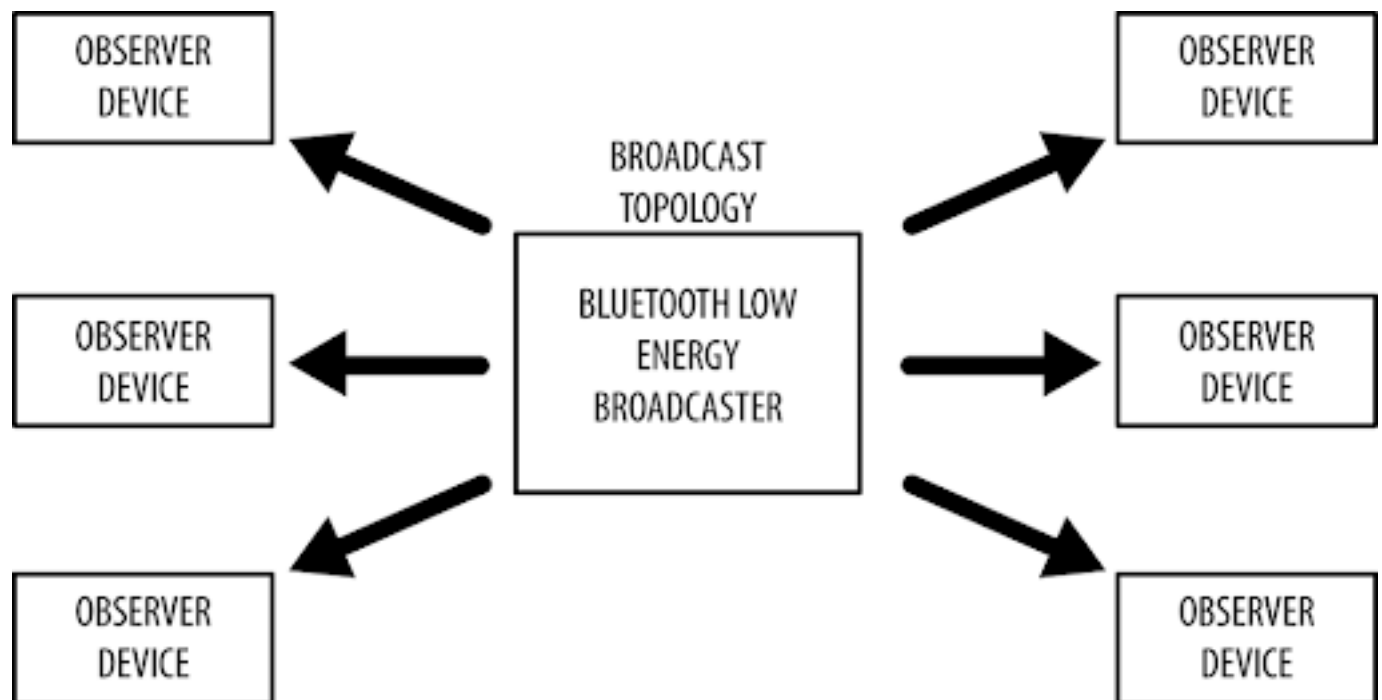 OBSERVER
DEVICE
OBSERVER
DEVICE
BROADCAST
TOPOLOGY
BLUETOOTH LOW
ENERGY
BROADCASTER
OBSERVER
DEVICE
OBSERVER
DEVICE
OBSERVER
DEVICE
OBSERVER
DEVICE